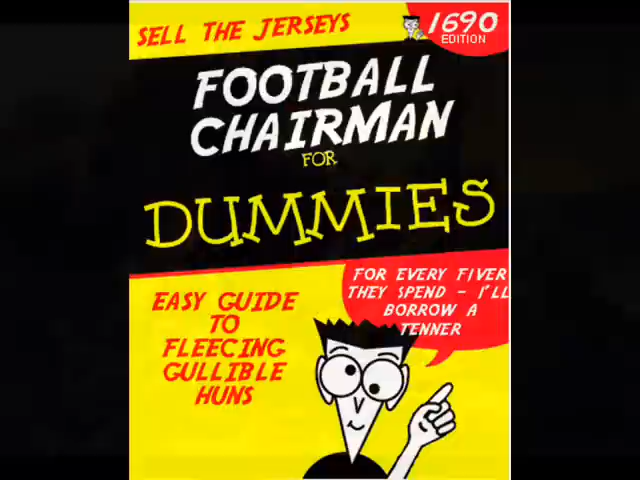 SELL THE JERSEYS
1690
EDITION
FOOTBALL
CHAIRMAN
FOR
DUMMIES
FOR EVERY FIVER
THEY SPEND - I'LL
BORROW A
TENNER
EASY GUIDE
TO
FLEECING
GULLIBLE
HUNS